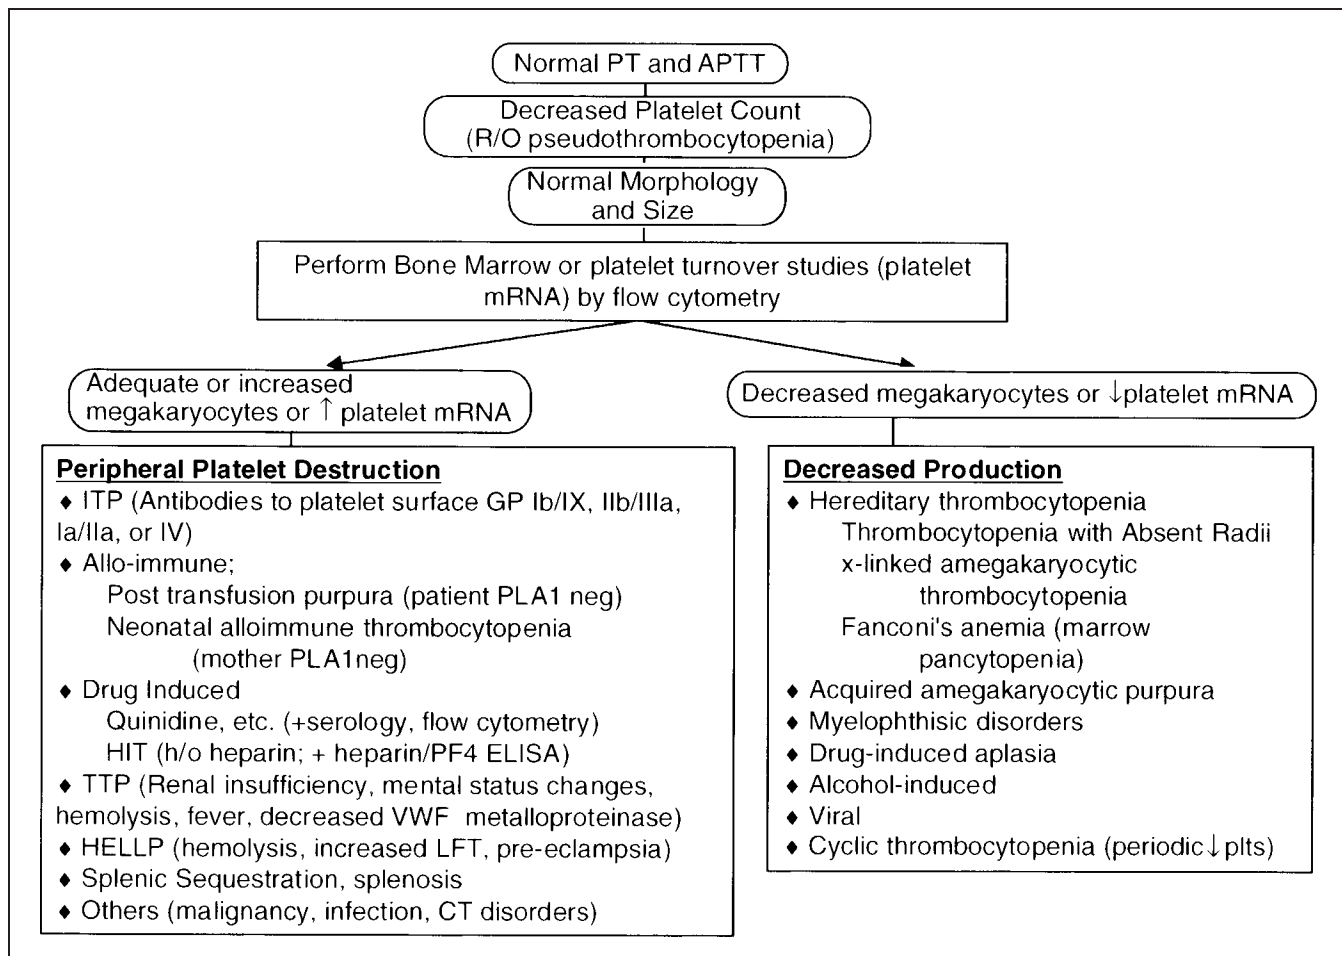 Normal PT and APTT
Decreased Platelet Count
(R/O pseudothrombocytopenia)
Normal Morphology
and Size
Perform Bone Marrow or platelet turnover studies (platelet
mRNA) by flow cytometry
Adequate or increased
megakaryocytes or ↑ platelet mRNA
Peripheral Platelet Destruction
♦ ITP (Antibodies to platelet surface GP Ib/IX, IIb/IIIa,
Ia/IIa, or IV)
♦ Allo-immune;
Post transfusion purpura (patient PLA1 neg)
Neonatal alloimmune thrombocytopenia
(mother PLA1neg)
♦ Drug Induced
Quinidine, etc. (+serology, flow cytometry)
HIT (h/o heparin; + heparin/PF4 ELISA)
♦ TTP (Renal insufficiency, mental status changes,
hemolysis, fever, decreased VWF metalloproteinase)
♦ HELLP (hemolysis, increased LFT, pre-eclampsia)
♦ Splenic Sequestration, splenosis
♦ Others (malignancy, infection, CT disorders)
Decreased megakaryocytes or ↓platelet mRNA
Decreased Production
♦ Hereditary thrombocytopenia
Thrombocytopenia with Absent Radii
x-linked amegakaryocytic
thrombocytopenia
Fanconi's anemia (marrow
pancytopenia)
♦ Acquired amegakaryocytic purpura
♦ Myelophthisic disorders
♦ Drug-induced aplasia
♦ Alcohol-induced
♦ Viral
♦ Cyclic thrombocytopenia (periodic↓plts)